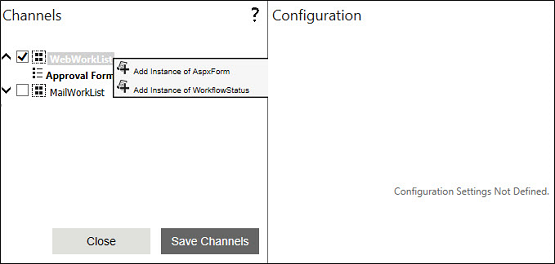 Channels
?
Configuration
WebWorkList
Add Instance of AspxForm
Approval Form
Add Instance of WorkflowStatus
MailWorkList
Configuration Settings Not Defined.
Close
Save Channels